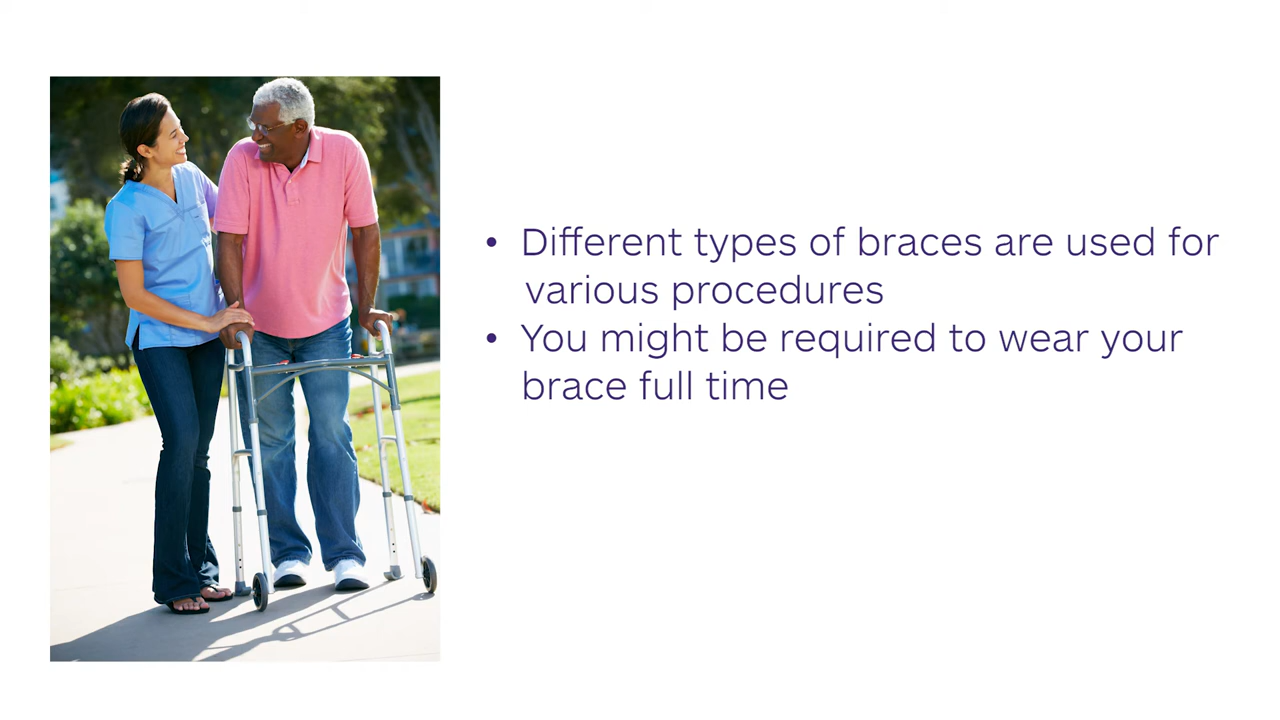 • Different types of braces are used for
various procedures
• You might be required to wear your
brace full time